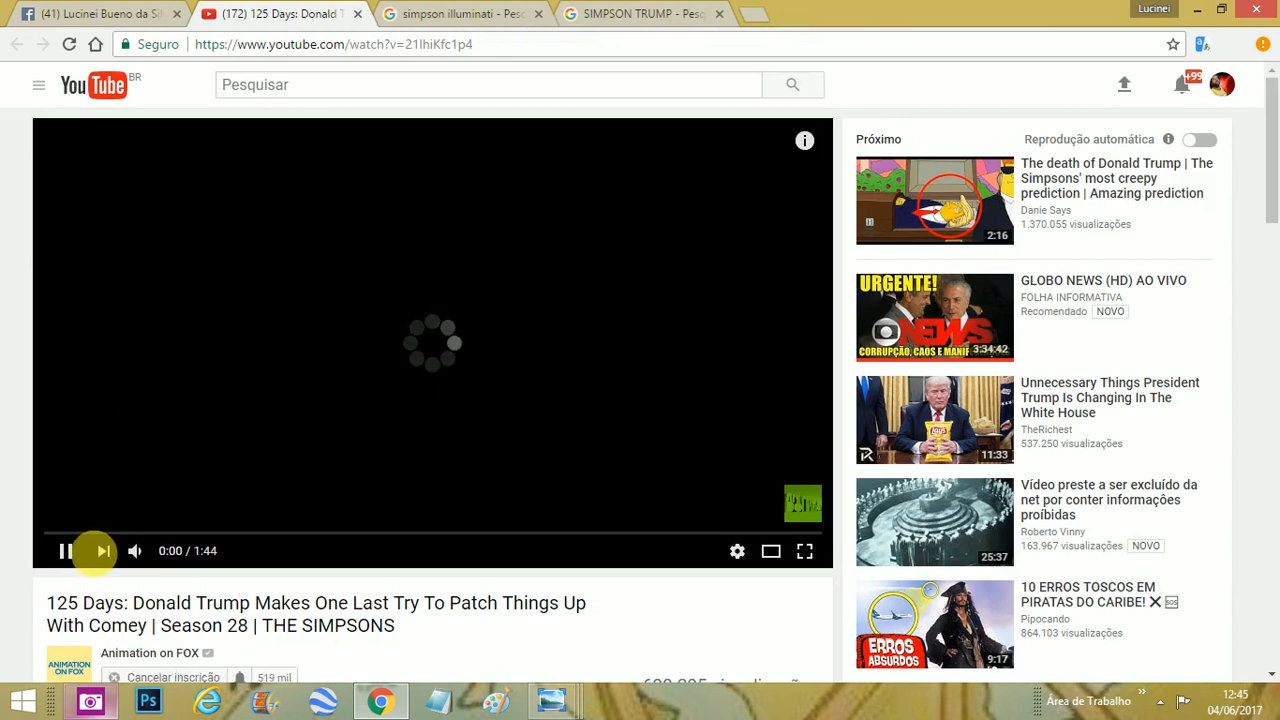 (41) Lucinei Bueno da Sil
(172) 125 Days: Donald T
simpson illuminati - Pesq
SIMPSON TRUMP - Pesq
Lucinei
Seguro
https://www.youtube.com/watch?v=21IhiKfc1p4
YouTube BR
Pesquisar
+99
Próximo
Reprodução automática
The death of Donald Trump | The
Simpsons' most creepy
prediction | Amazing prediction
Danie Says
1.370.055 visualizações
2:16
URGENTE!
NEWS
CORRUPÇÃO, CAOS E MANIF
3:34:42
GLOBO NEWS (HD) AO VIVO
FOLHA INFORMATIVA
Recomendado NOVO
Unnecessary Things President
Trump Is Changing In The
White House
TheRichest
537.250 visualizações
Lay's
11:33
Vídeo preste a ser excluído da
net por conter informações
proíbidas
Roberto Vinny
163.967 visualizações NOVO
25:37
10 ERROS TOSCOS EM
PIRATAS DO CARIBE! ❌ 🆘
Pipocando
864.103 visualizações
ERROS
ABSURDOS
9:17
0:00 / 1:44
125 Days: Donald Trump Makes One Last Try To Patch Things Up
With Comey | Season 28 | THE SIMPSONS
ANIMATION
ON FOX
Animation on FOX
Cancelar inscrição
519 mil
Ps
Área de Trabalho
12:45
04/06/2017